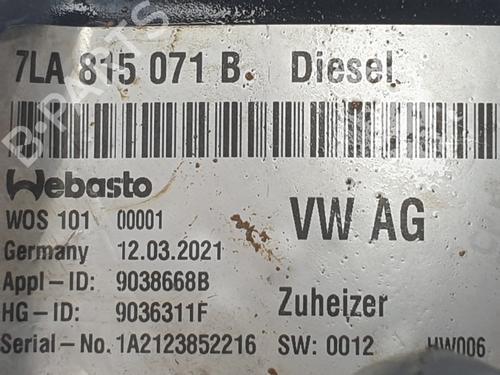 7LA 815 071 B Diesel
B-PARTS
Webasto
WOS 101 00001 VW AG
Germany 12.03.2021
Appl-ID: 9038668B
HG-ID: 9036311F Zuheizer
Serial-No. 1A2123852216 SW: 0012 HW006